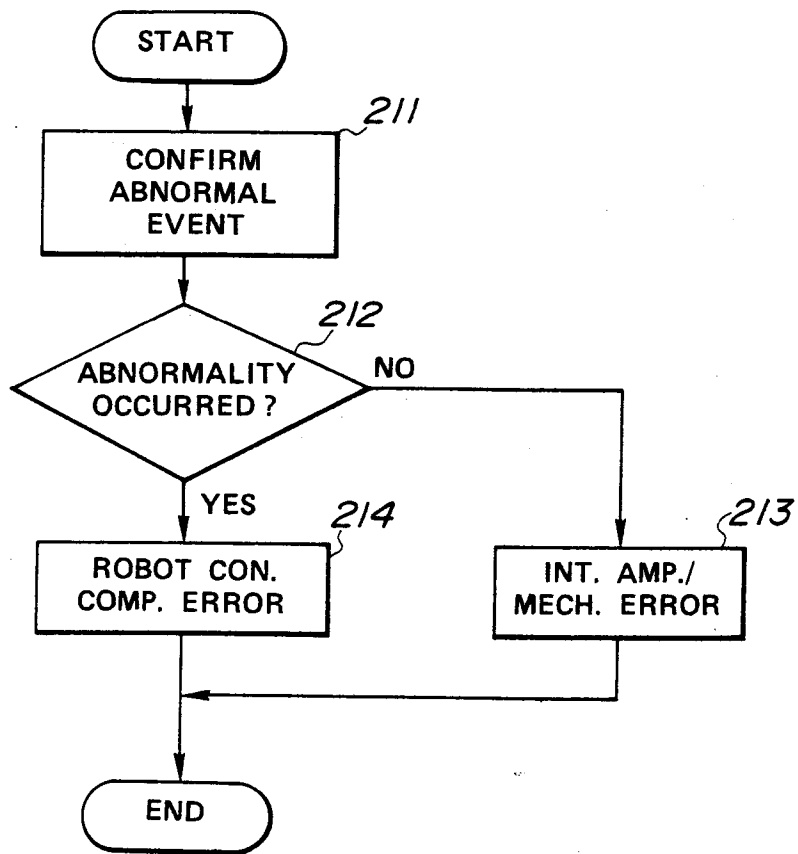 START
211
CONFIRM
ABNORMAL
EVENT
212
ABNORMALITY
OCCURRED?
NO
YES
214
213
ROBOT CON.
COMP. ERROR
INT. AMP./
MECH. ERROR
END